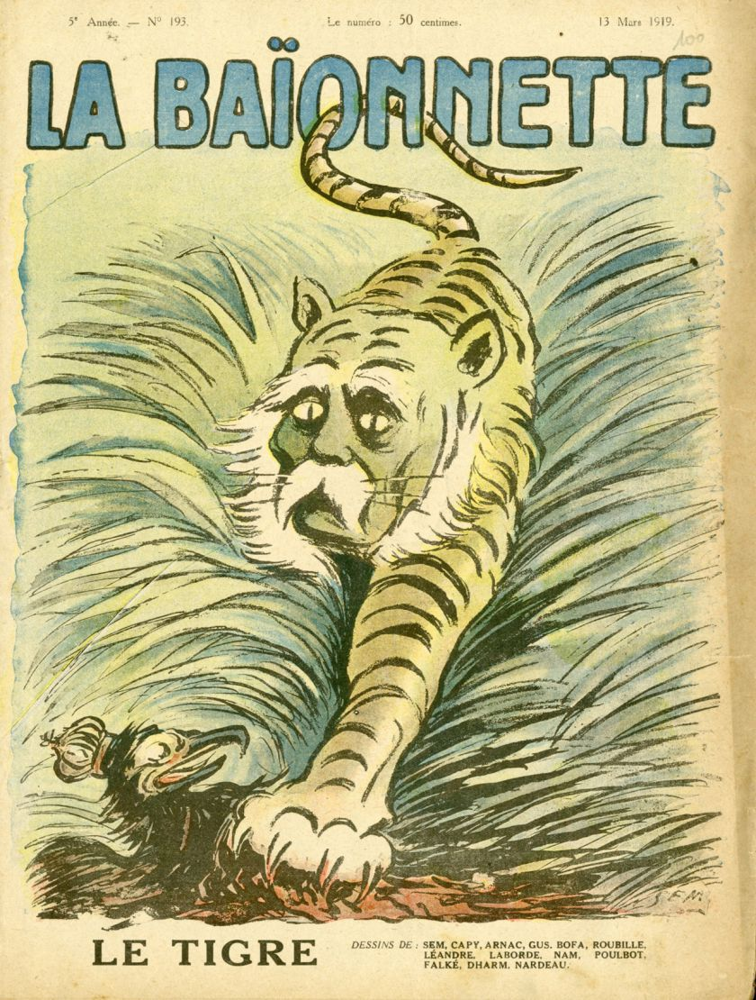 5e Année. — No 193.
Le numéro : 50 centimes.
13 Mars 1919.
100
LA BAÏONNETTE
SEM
LE TIGRE
DESSINS DE : SEM, CAPY, ARNAC, GUS. BOFA, ROUBILLE,
LÉANDRE, LABORDE, NAM, POULBOT,
FALKÉ, DHARM, NARDEAU.